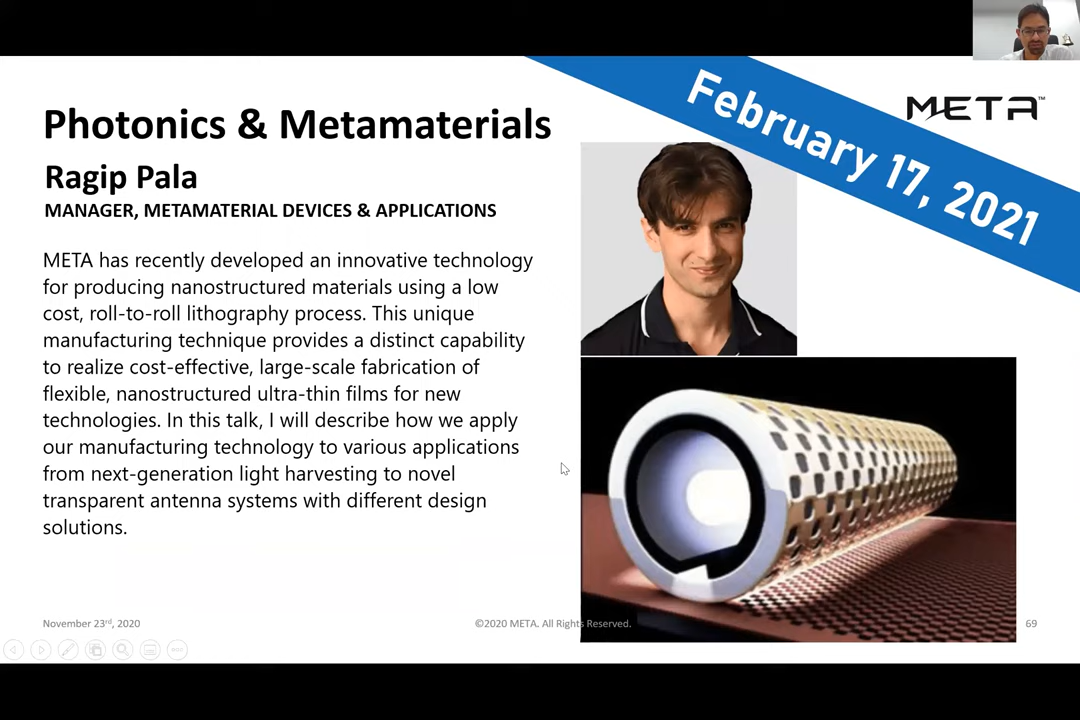 February 17, 2021
META™
Photonics & Metamaterials
Ragip Pala
MANAGER, METAMATERIAL DEVICES & APPLICATIONS
META has recently developed an innovative technology
for producing nanostructured materials using a low
cost, roll-to-roll lithography process. This unique
manufacturing technique provides a distinct capability
to realize cost-effective, large-scale fabrication of
flexible, nanostructured ultra-thin films for new
technologies. In this talk, I will describe how we apply
our manufacturing technology to various applications
from next-generation light harvesting to novel
transparent antenna systems with different design
solutions.
November 23rd, 2020
©2020 META. All Rights Reserved.
69